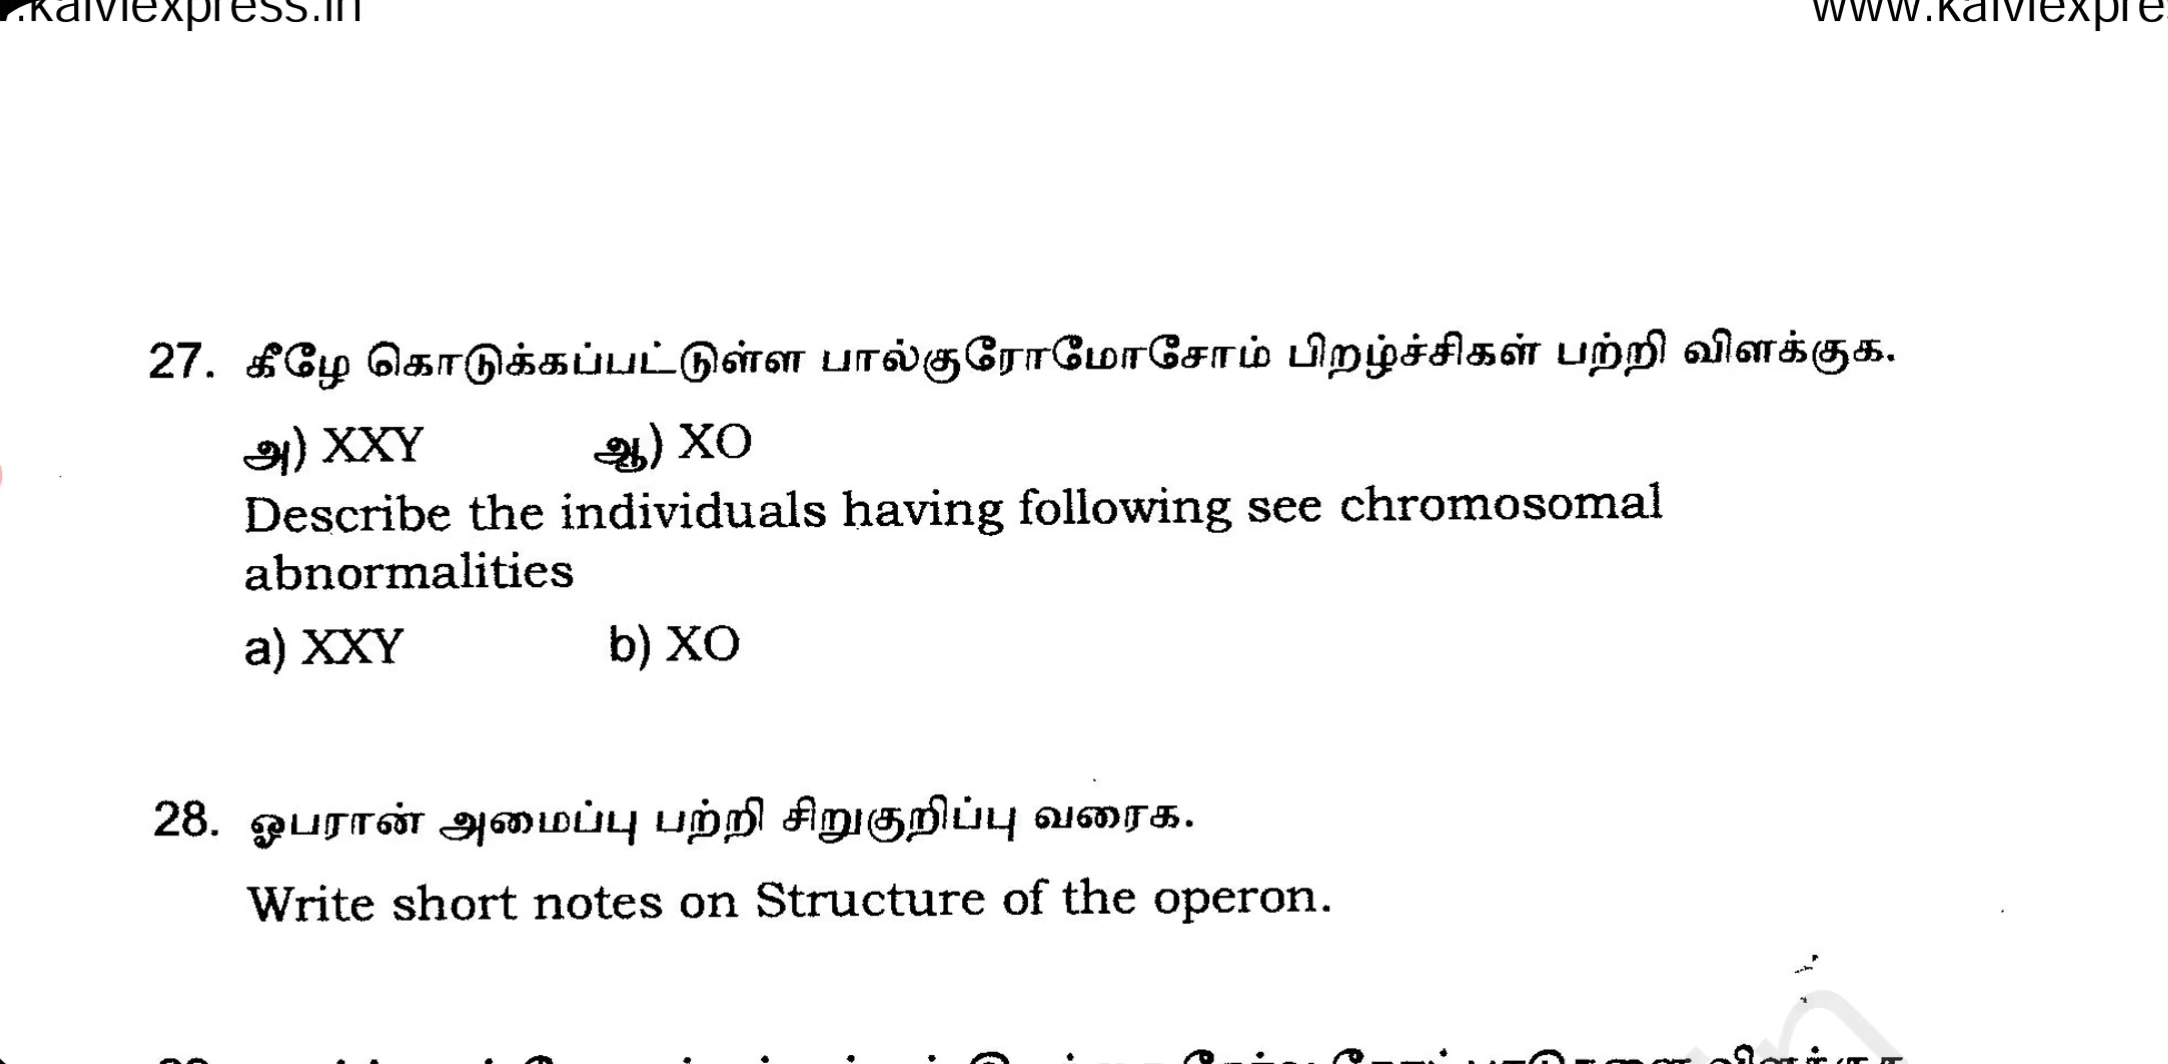 .kalviexpress.in
www.kalviexpre
27. கீழே கொடுக்கப்பட்டுள்ள பால்குரோமோசோம் பிறழ்ச்சிகள் பற்றி விளக்குக.
அ) XXY ஆ) XO
Describe the individuals having following see chromosomal
abnormalities
a) XXY b) XO
28. ஓபரான் அமைப்பு பற்றி சிறுகுறிப்பு வரைக.
Write short notes on Structure of the operon.